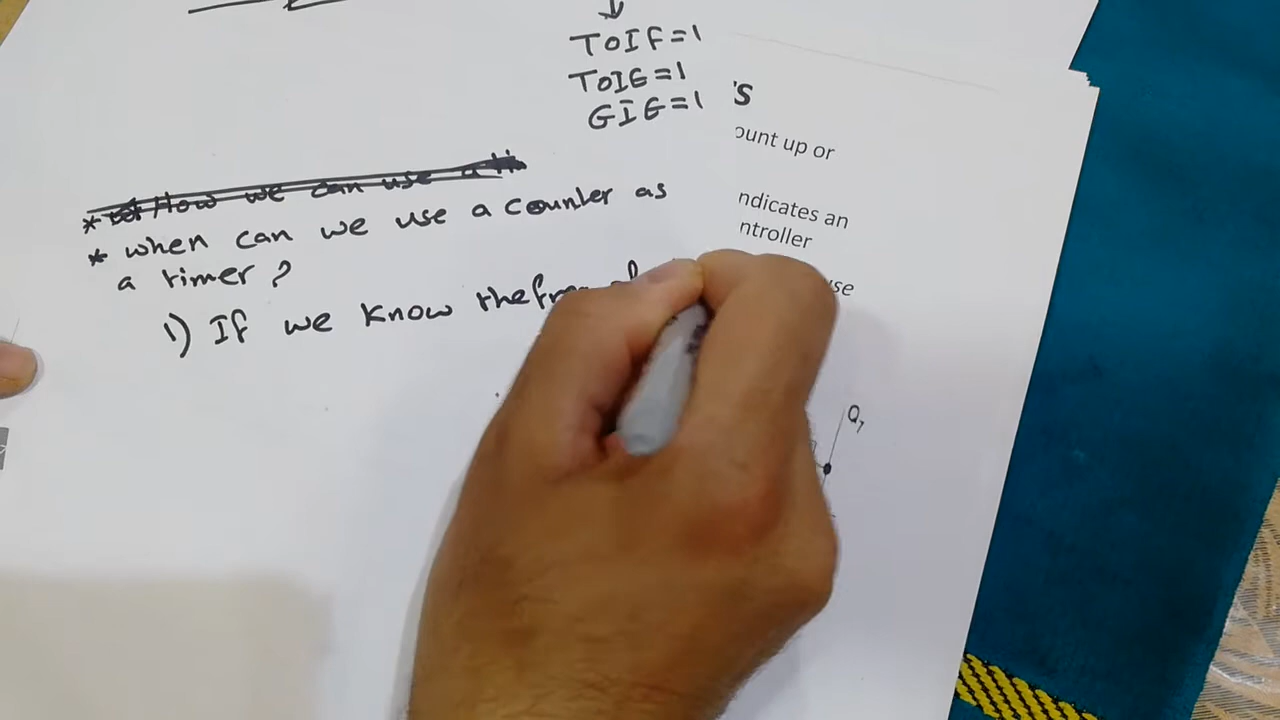 T0IF=1
T0IE=1
GIE=1
's
ount up or
How we can use a
* when can we use a counter as
ndicates an
ntroller
a timer ?
use
1) If we know the
Q7